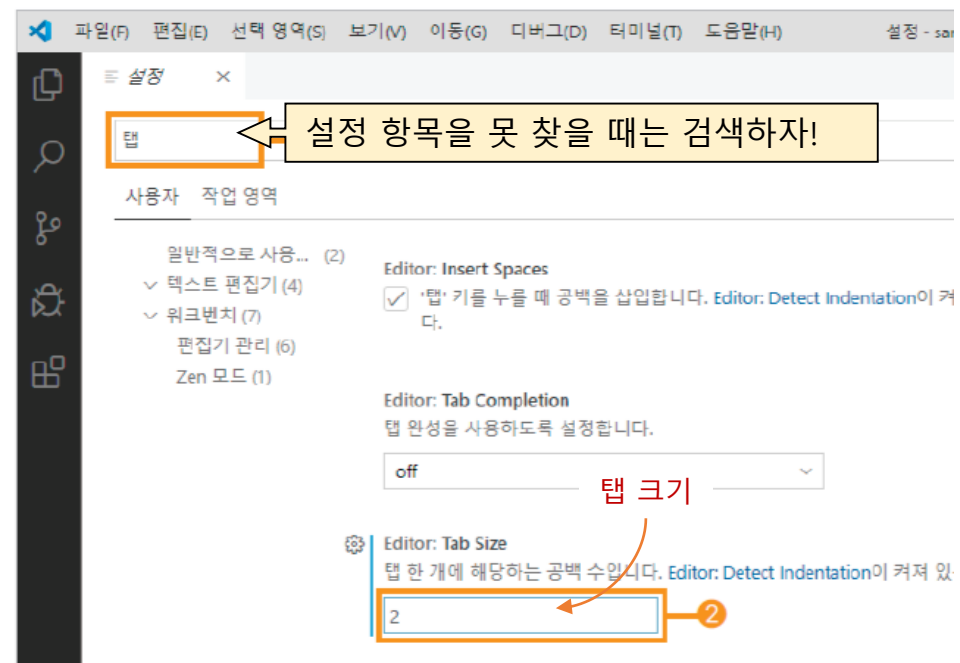 파일(F) 편집(E) 선택 영역(S) 보기(V) 이동(G) 디버그(D) 터미널(T) 도움말(H) 설정 - sar
설정
탭
설정 항목을 못 찾을 때는 검색하자!
사용자 작업 영역
일반적으로 사용... (2)
텍스트 편집기 (4)
워크벤치 (7)
편집기 관리 (6)
Zen 모드 (1)
Editor: Insert Spaces
'탭' 키를 누를 때 공백을 삽입합니다. Editor: Detect Indentation이 켜
다.
Editor: Tab Completion
탭 완성을 사용하도록 설정합니다.
off
탭 크기
Editor: Tab Size
탭 한 개에 해당하는 공백 수입니다. Editor: Detect Indentation이 켜져 있
2
2